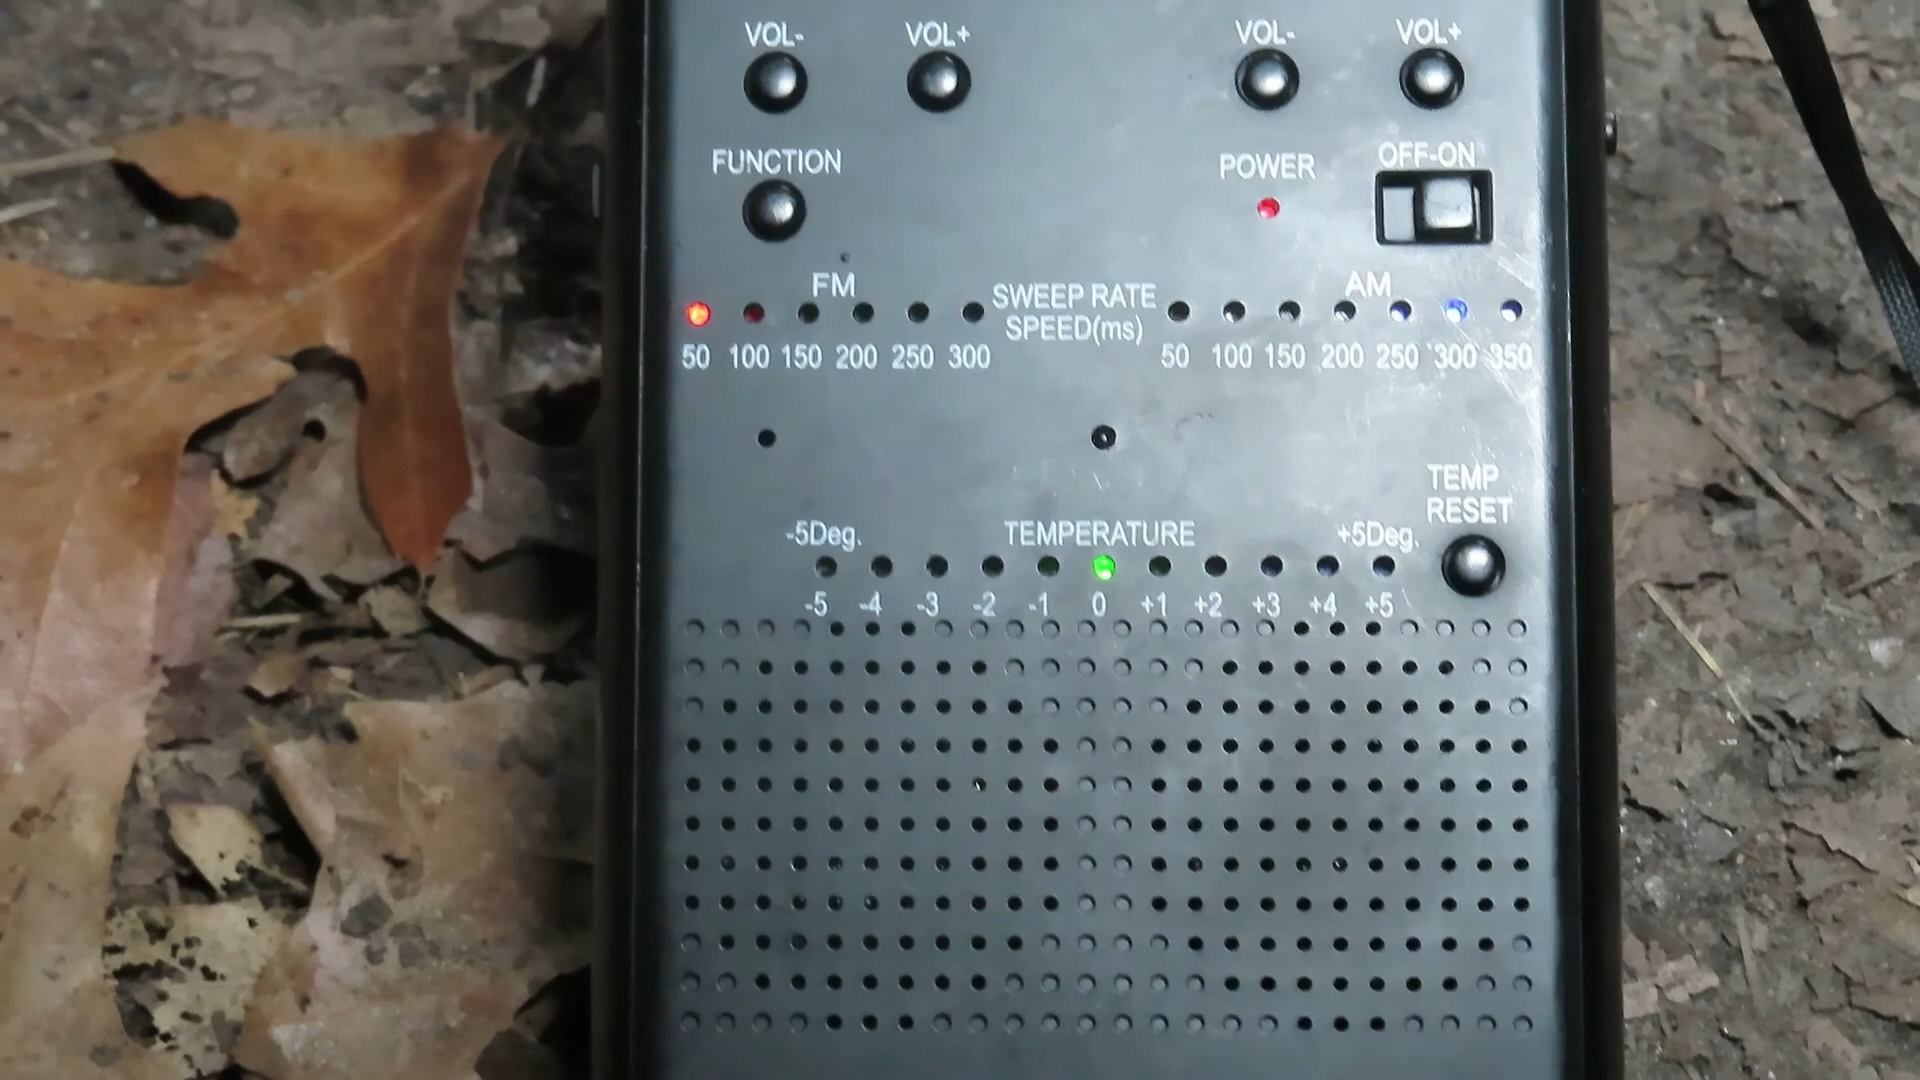 VOL- VOL+ VOL- VOL+
FUNCTION POWER OFF-ON
FM SWEEP RATE AM
SPEED(ms)
50 100 150 200 250 300 50 100 150 200 250 300 350
TEMP
RESET
-5Deg. TEMPERATURE +5Deg.
-5 -4 -3 -2 -1 0 +1 +2 +3 +4 +5